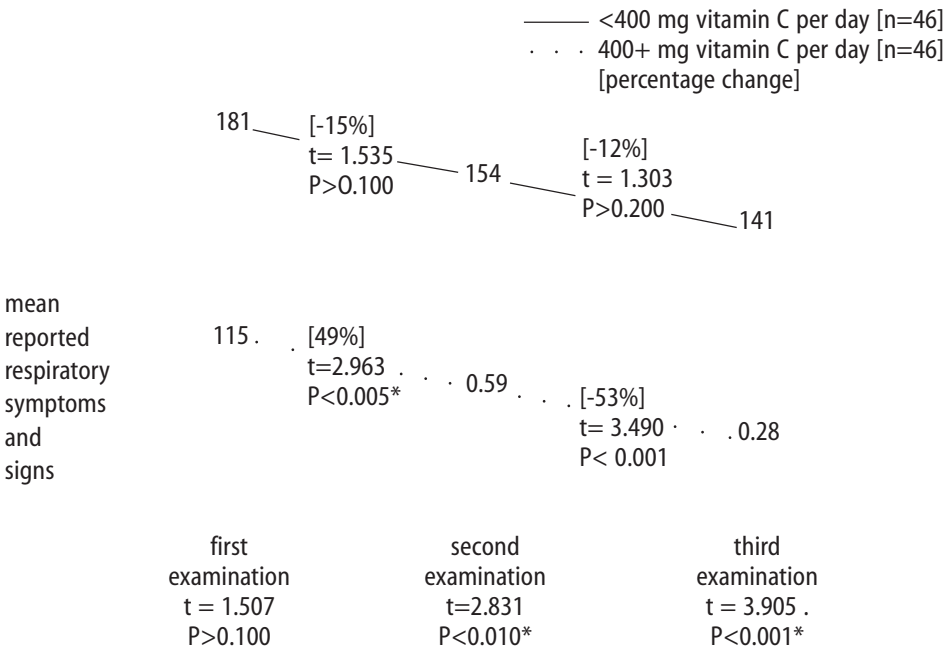 <400 mg vitamin C per day [n=46]
400+ mg vitamin C per day [n=46]
[percentage change]
181
[-15%]
t= 1.535
P>O.100
154
[-12%]
t = 1.303
P>0.200
141
mean
reported
respiratory
symptoms
and
signs
115
[49%]
t=2.963
P<0.005*
0.59
[-53%]
t= 3.490
P< 0.001
0.28
first
examination
t = 1.507
P>0.100
second
examination
t=2.831
P<0.010*
third
examination
t = 3.905 .
P<0.001*